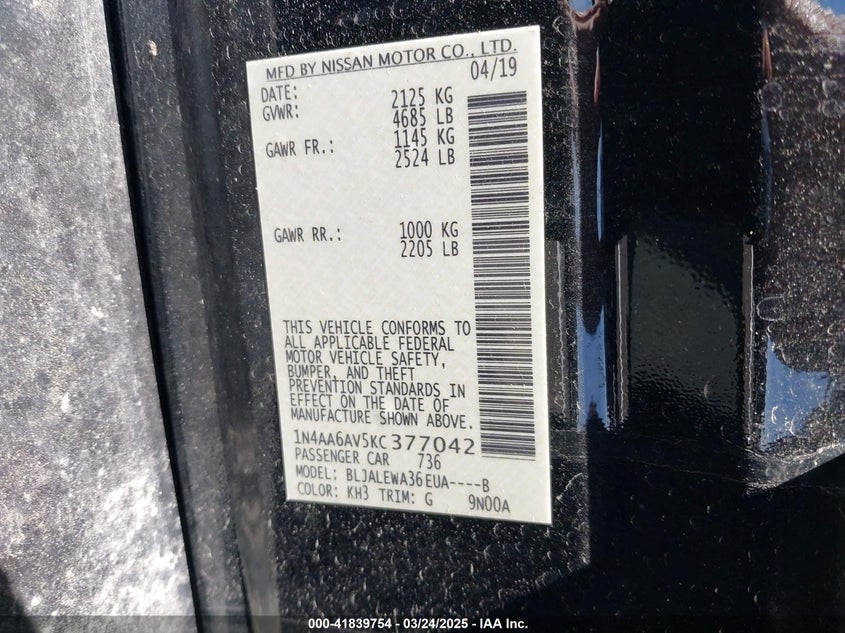 MFD BY NISSAN MOTOR CO., LTD.
DATE: 04/19
GVWR: 2125 KG
4685 LB
GAWR FR.: 1145 KG
2524 LB
GAWR RR.: 1000 KG
2205 LB
THIS VEHICLE CONFORMS TO
ALL APPLICABLE FEDERAL
MOTOR VEHICLE SAFETY,
BUMPER, AND THEFT
PREVENTION STANDARDS IN
EFFECT ON THE DATE OF
MANUFACTURE SHOWN ABOVE.
1N4AA6AV5KC377042
PASSENGER CAR 736
MODEL: BLJALEWA36EUA----B
COLOR: KH3 TRIM: G 9N00A
000-41839754 — 03/24/2025 - IAA Inc.